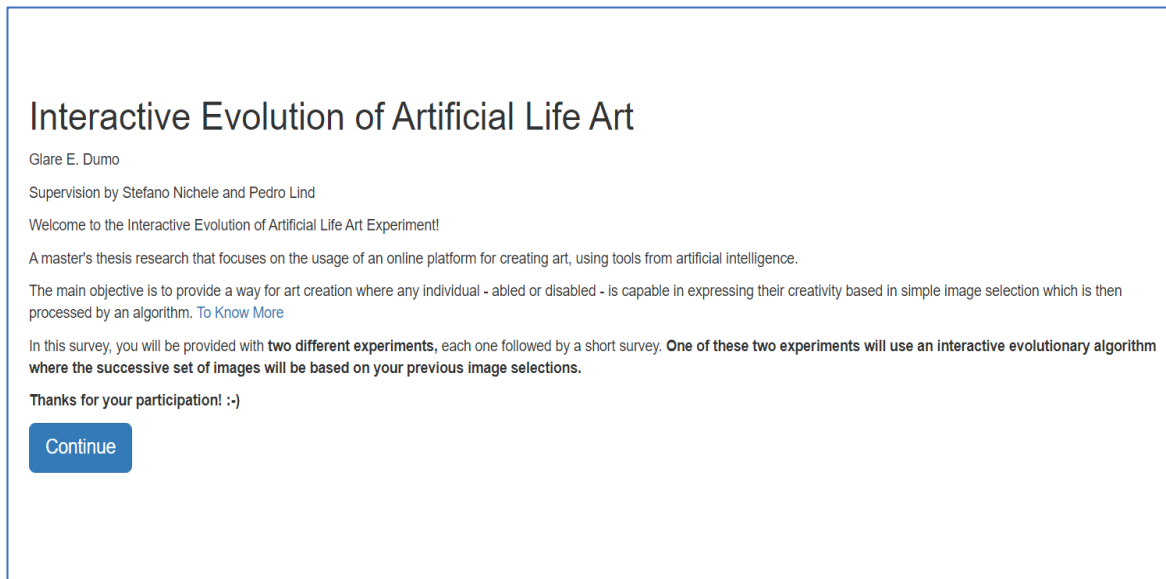 Interactive Evolution of Artificial Life Art
Glare E. Dumo
Supervision by Stefano Nichele and Pedro Lind
Welcome to the Interactive Evolution of Artificial Life Art Experiment!
A master's thesis research that focuses on the usage of an online platform for creating art, using tools from artificial intelligence.
The main objective is to provide a way for art creation where any individual - abled or disabled - is capable in expressing their creativity based in simple image selection which is then
processed by an algorithm. To Know More
In this survey, you will be provided with two different experiments, each one followed by a short survey. One of these two experiments will use an interactive evolutionary algorithm
where the successive set of images will be based on your previous image selections.
Thanks for your participation! :-)
Continue